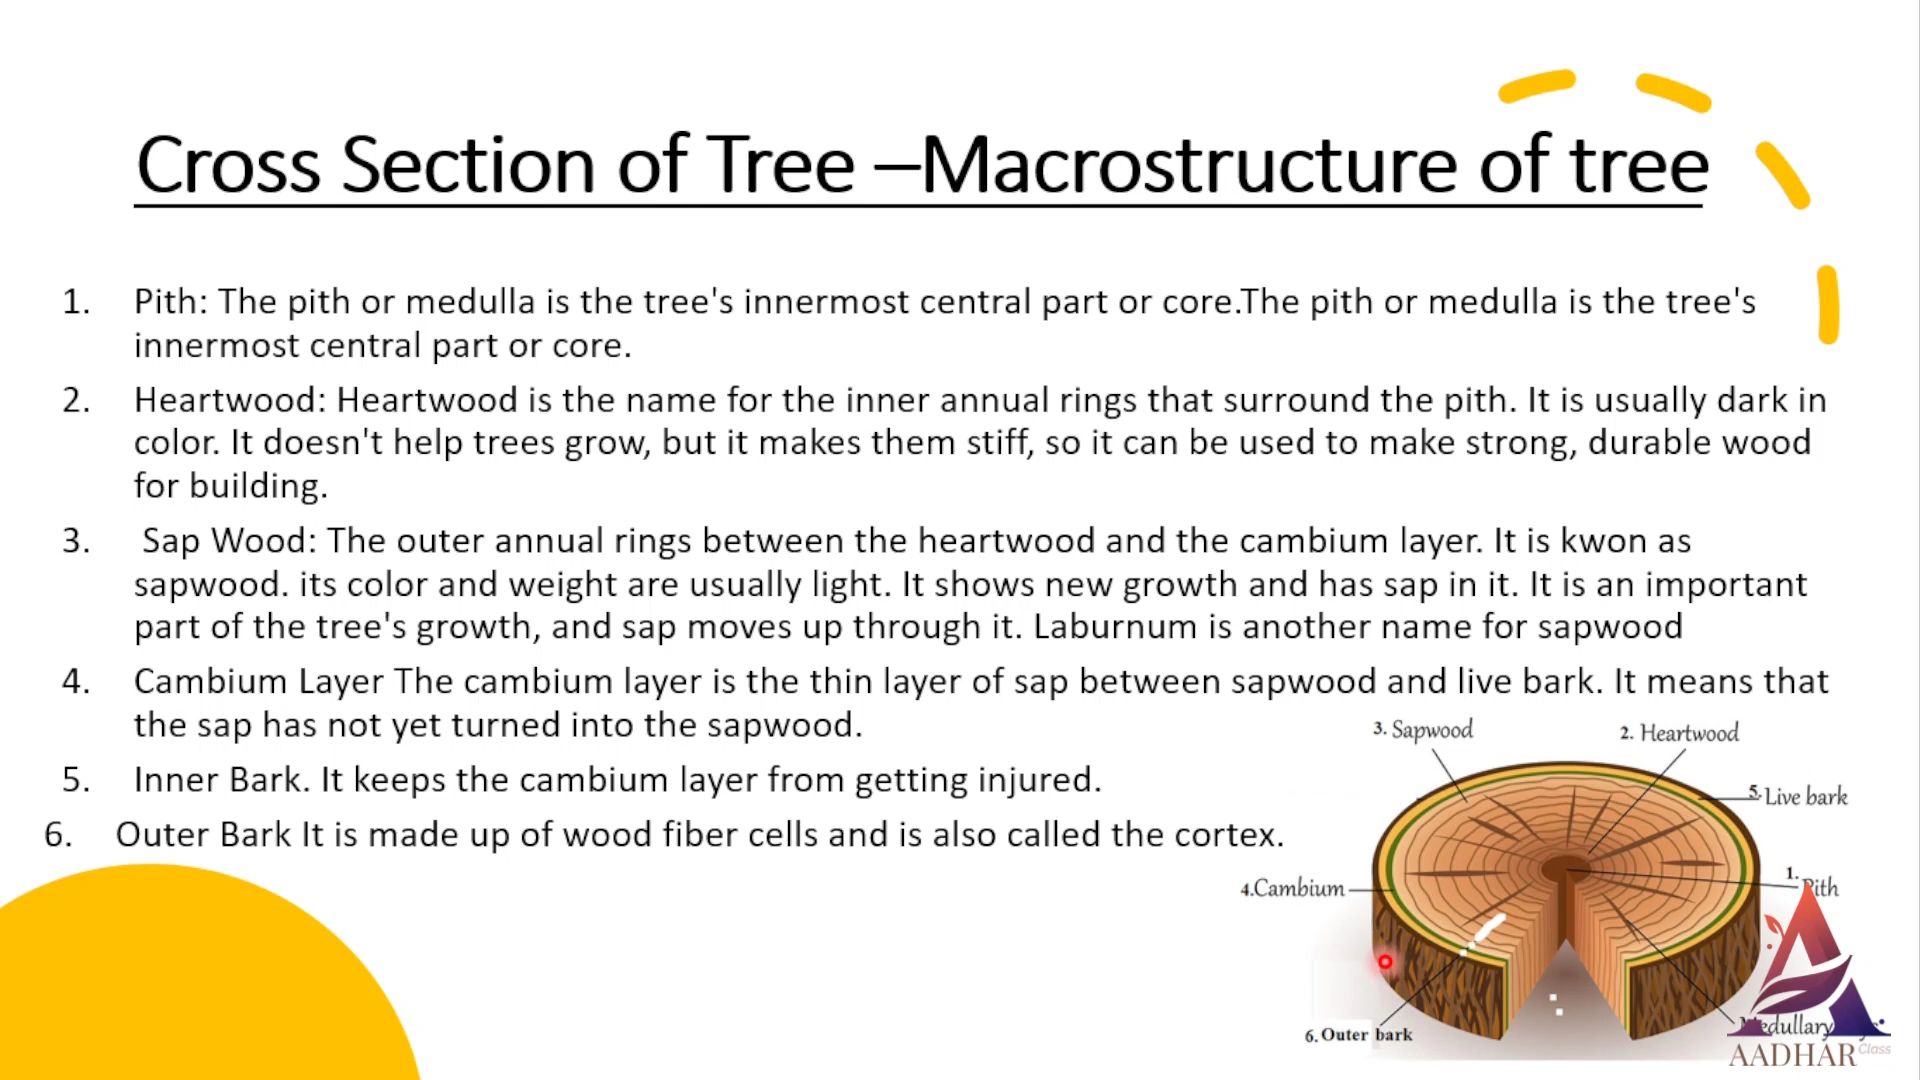 Cross Section of Tree –Macrostructure of tree
1. Pith: The pith or medulla is the tree's innermost central part or core.The pith or medulla is the tree's
innermost central part or core.
2. Heartwood: Heartwood is the name for the inner annual rings that surround the pith. It is usually dark in
color. It doesn't help trees grow, but it makes them stiff, so it can be used to make strong, durable wood
for building.
3. Sap Wood: The outer annual rings between the heartwood and the cambium layer. It is kwon as
sapwood. its color and weight are usually light. It shows new growth and has sap in it. It is an important
part of the tree's growth, and sap moves up through it. Laburnum is another name for sapwood
4. Cambium Layer The cambium layer is the thin layer of sap between sapwood and live bark. It means that
the sap has not yet turned into the sapwood.
5. Inner Bark. It keeps the cambium layer from getting injured.
6. Outer Bark It is made up of wood fiber cells and is also called the cortex.
3. Sapwood
2. Heartwood
5. Live bark
4.Cambium
1. Pith
6. Outer bark
Medullary
AADHAR Class